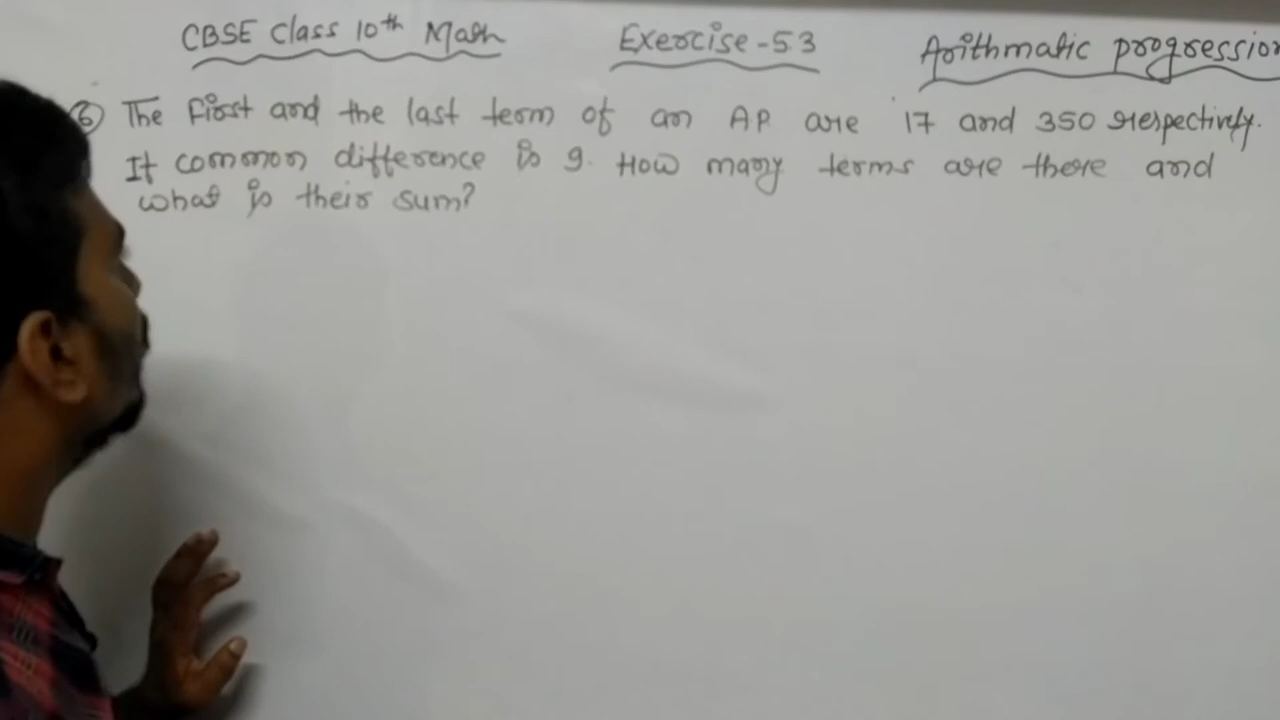 CBSE Class 10th Math Exercise-5.3 Arithmatic progression
6 The First and the last term of an AP are 17 and 350 respectively.
If common difference is 9. How many terms are there and
what is their sum?